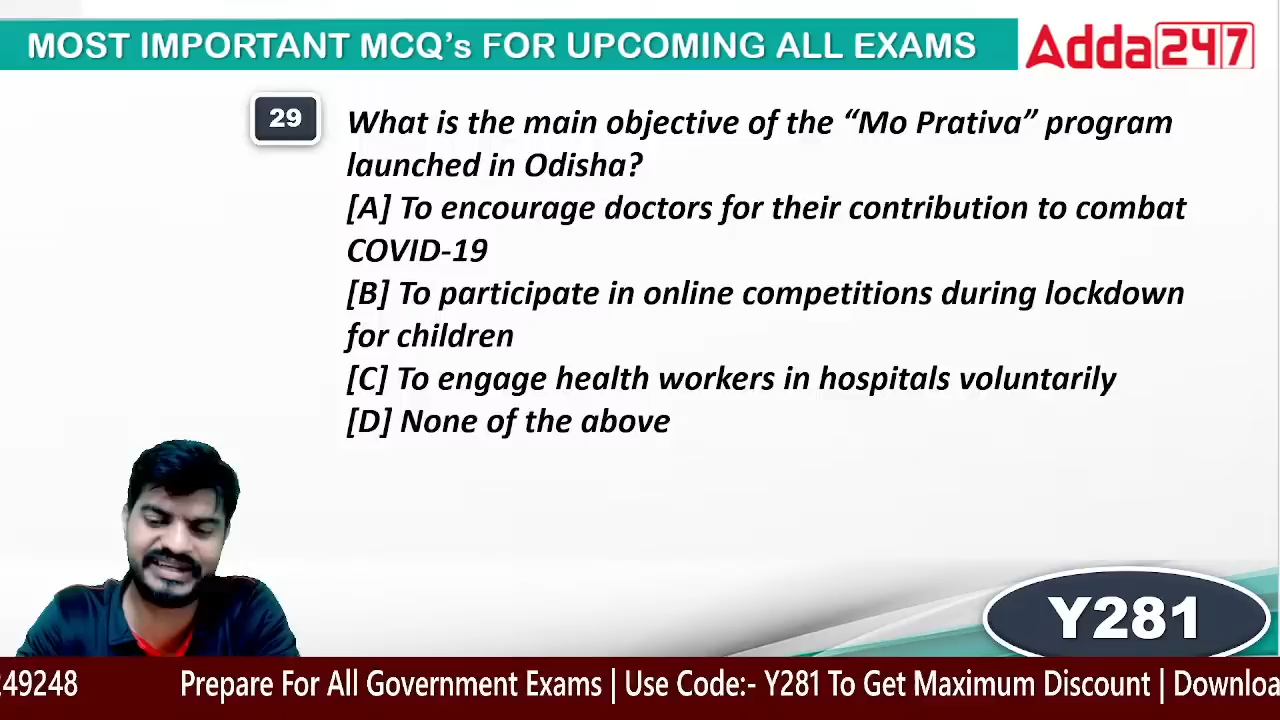 MOST IMPORTANT MCQ's FOR UPCOMING ALL EXAMS
Adda247
29
What is the main objective of the “Mo Prativa” program
launched in Odisha?
[A] To encourage doctors for their contribution to combat
COVID-19
[B] To participate in online competitions during lockdown
for children
[C] To engage health workers in hospitals voluntarily
[D] None of the above
Y281
249248 Prepare For All Government Exams | Use Code:- Y281 To Get Maximum Discount | Downloa